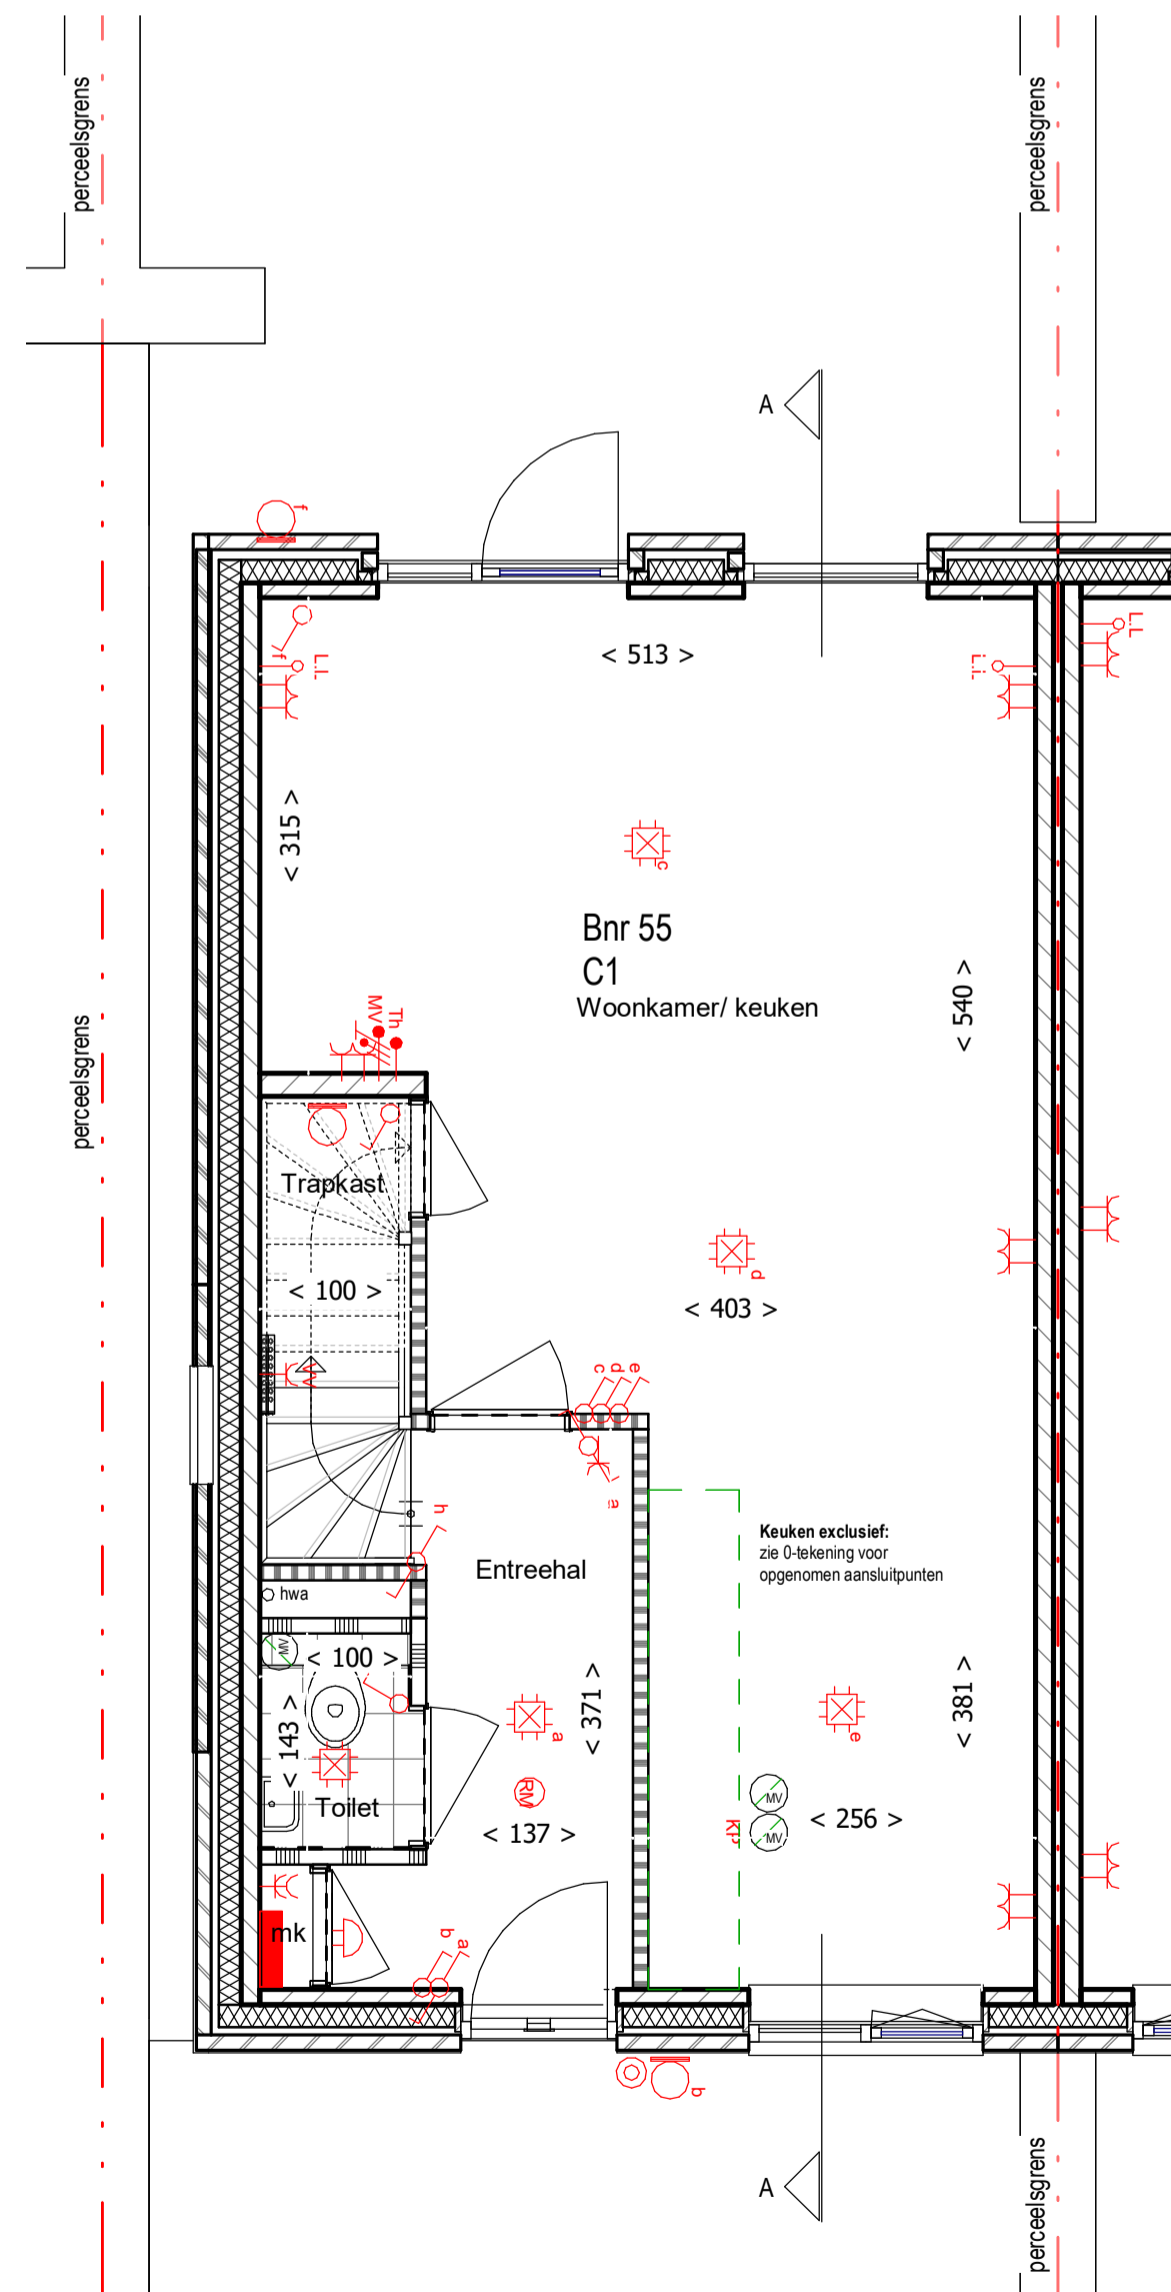 perceelsgrens
perceelsgrens
A
f
f
L.l.
< 513 >
L.l.
L.L
< 315 >
c
Bnr 55
C1
Woonkamer/ keuken
< 540 >
MV
Th
perceelsgrens
Trapkast
d
< 100 >
< 403 >
c
d
e
a
h
Keuken exclusief:
zie 0-tekening voor
opgenomen aansluitpunten
Entreehal
hwa
MV
< 100 >
< 143 >
a
< 371 >
e
< 381 >
RM
MV
MV
Toilet
< 137 >
< 256 >
mk
b
a
b
A
perceelsgrens